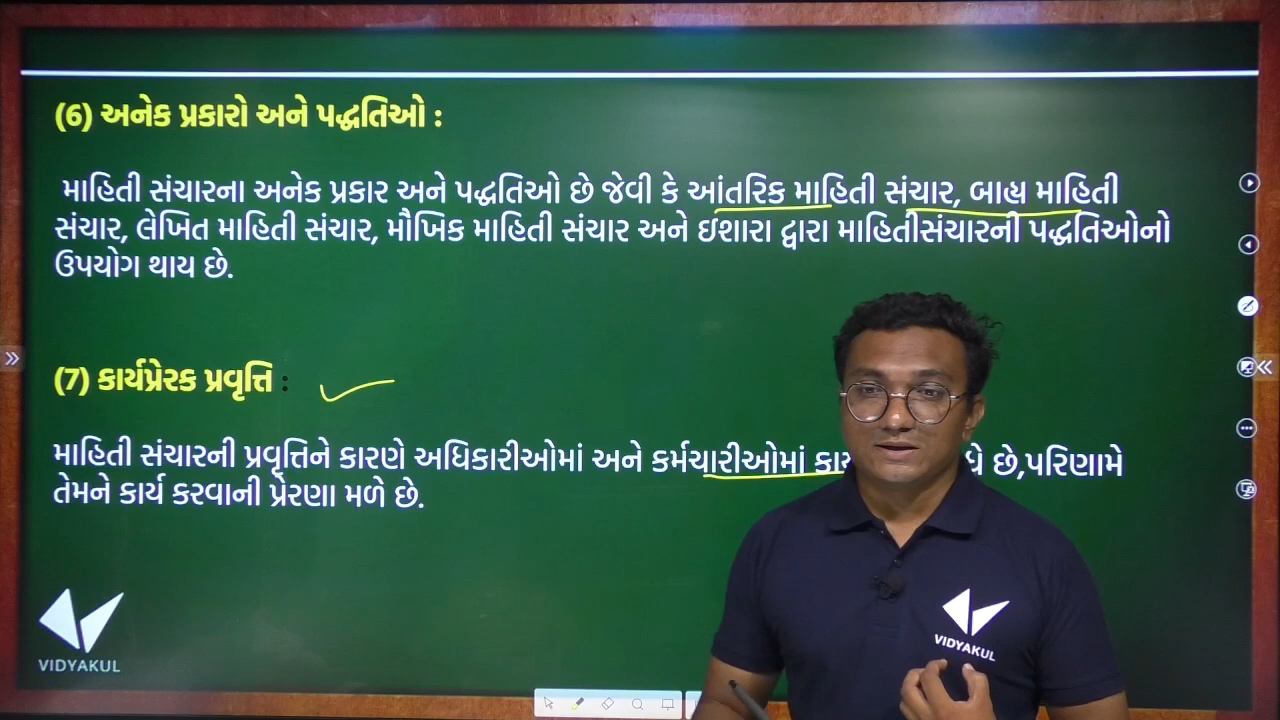 (6) અનેક પ્રકારો અને પદ્ધતિઓ :
માહિતી સંચારના અનેક પ્રકાર અને પદ્ધતિઓ છે જેવી કે આંતરિક માહિતી સંચાર, બાહ્ય માહિતી
સંચાર, લેખિત માહિતી સંચાર, મૌખિક માહિતી સંચાર અને ઇશારા દ્વારા માહિતીસંચારની પદ્ધતિઓનો
ઉપયોગ થાય છે.
(7) કાર્યપ્રેરક પ્રવૃત્તિ :
માહિતી સંચારની પ્રવૃત્તિને કારણે અધિકારીઓમાં અને કર્મચારીઓમાં છે,પરિણામે
તેમને કાર્ય કરવાની પ્રેરણા મળે છે.
VIDYAKUL
VIDYAKUL